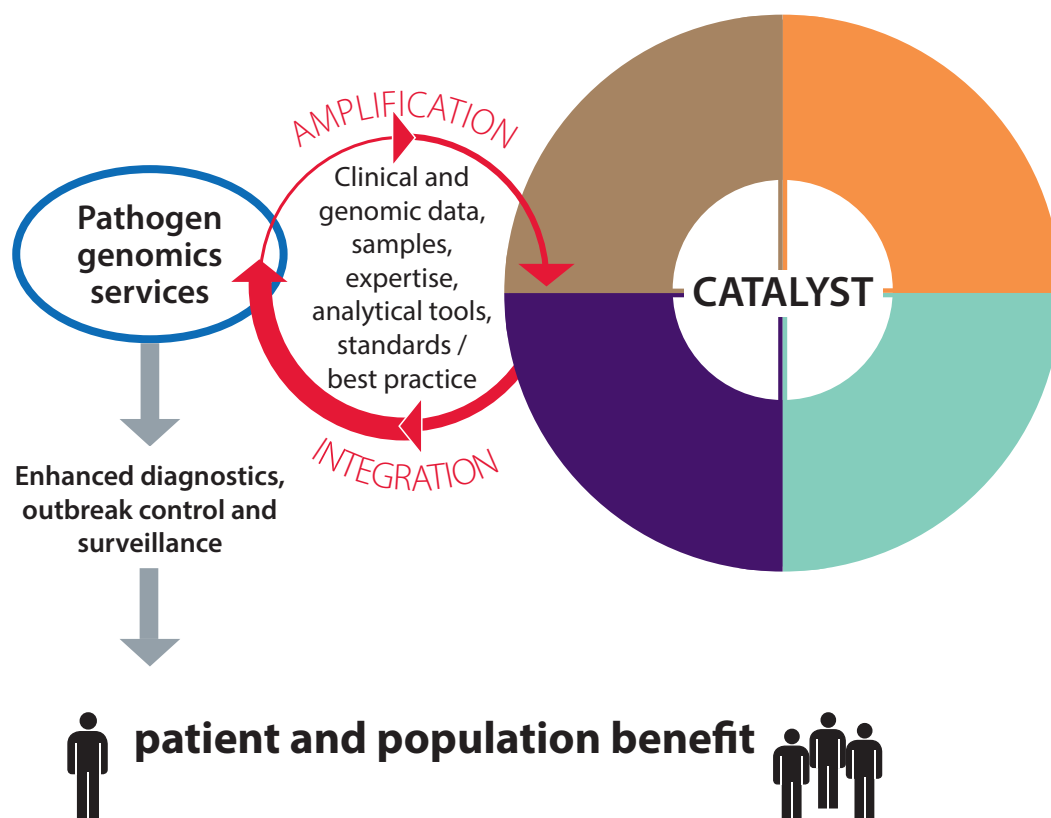 AMPLIFICATION
Pathogen
genomics
services
Clinical and
genomic data,
samples,
expertise,
analytical tools,
standards /
best practice
CATALYST
INTEGRATION
Enhanced diagnostics,
outbreak control and
surveillance
patient and population benefit